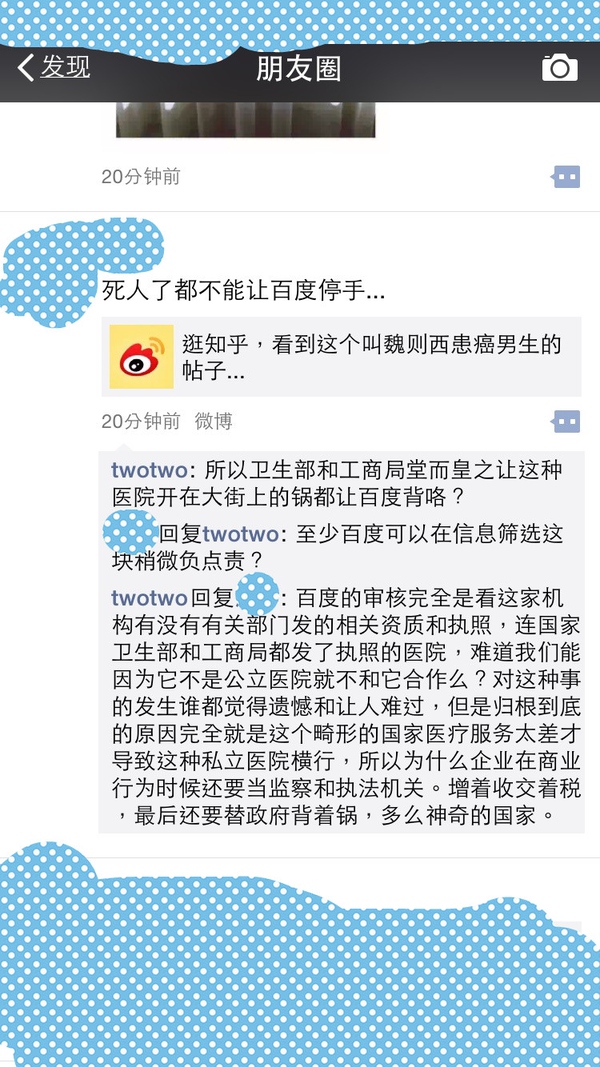 发现
朋友圈
20分钟前
死人了都不能让百度停手...
逛知乎，看到这个叫魏则西患癌男生的
帖子...
20分钟前 微博
twotwo: 所以卫生部和工商局堂而皇之让这种
医院开在大街上的锅都让百度背咯？
回复twotwo: 至少百度可以在信息筛选这
块稍微负点责？
twotwo回复 : 百度的审核完全是看这家机
构有没有有关部门发的相关资质和执照，连国家
卫生部和工商局都发了执照的医院，难道我们能
因为它不是公立医院就不和它合作么？对这种事
的发生谁都觉得遗憾和让人难过，但是归根到底
的原因完全就是这个畸形的国家医疗服务太差才
导致这种私立医院横行，所以为什么企业在商业
行为时候还要当监察和执法机关。增着收交着税
，最后还要替政府背着锅，多么神奇的国家。